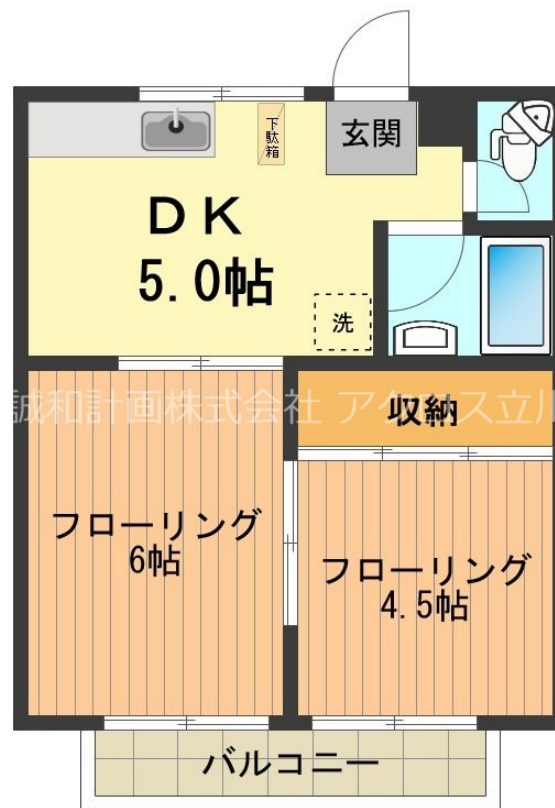 玄関
下駄箱
DK
5.0帖
洗
誠和計画株式会社 アクロス立川
収納
フローリング
6帖
フローリング
4.5帖
バルコニー